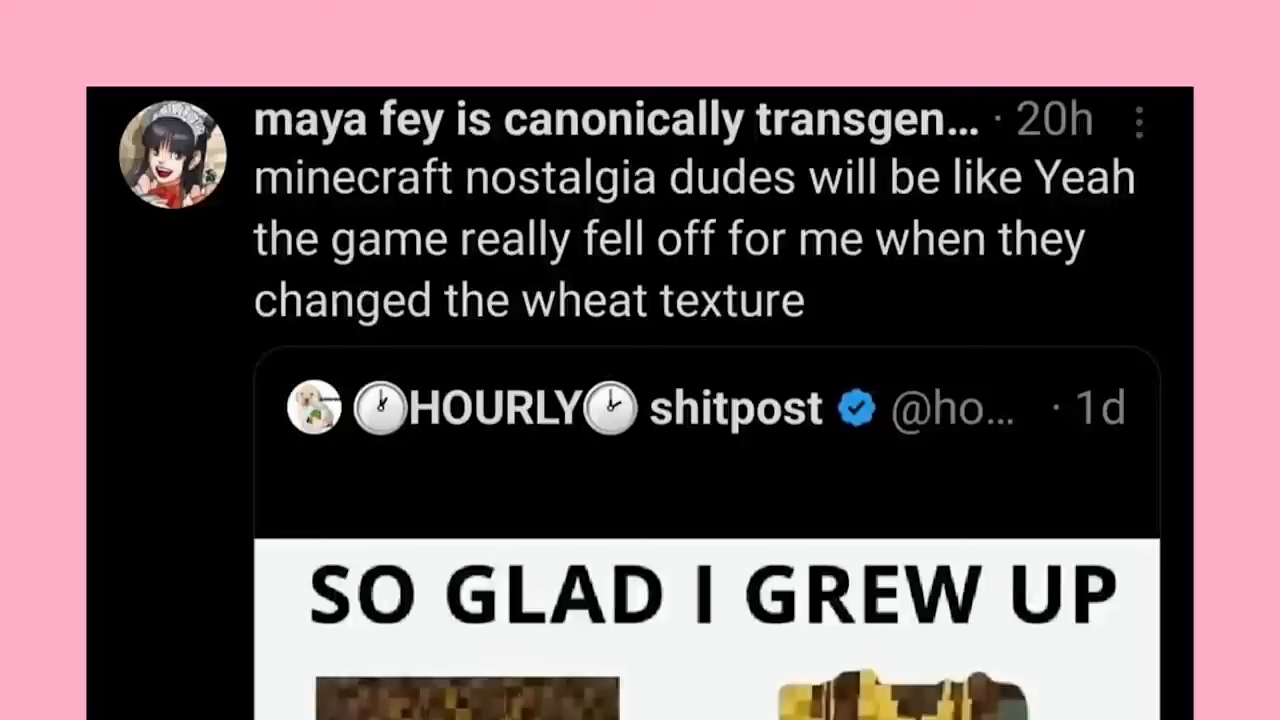 maya fey is canonically transgen... · 20h
minecraft nostalgia dudes will be like Yeah
the game really fell off for me when they
changed the wheat texture
🕐HOURLY🕑 shitpost @ho... · 1d
SO GLAD I GREW UP